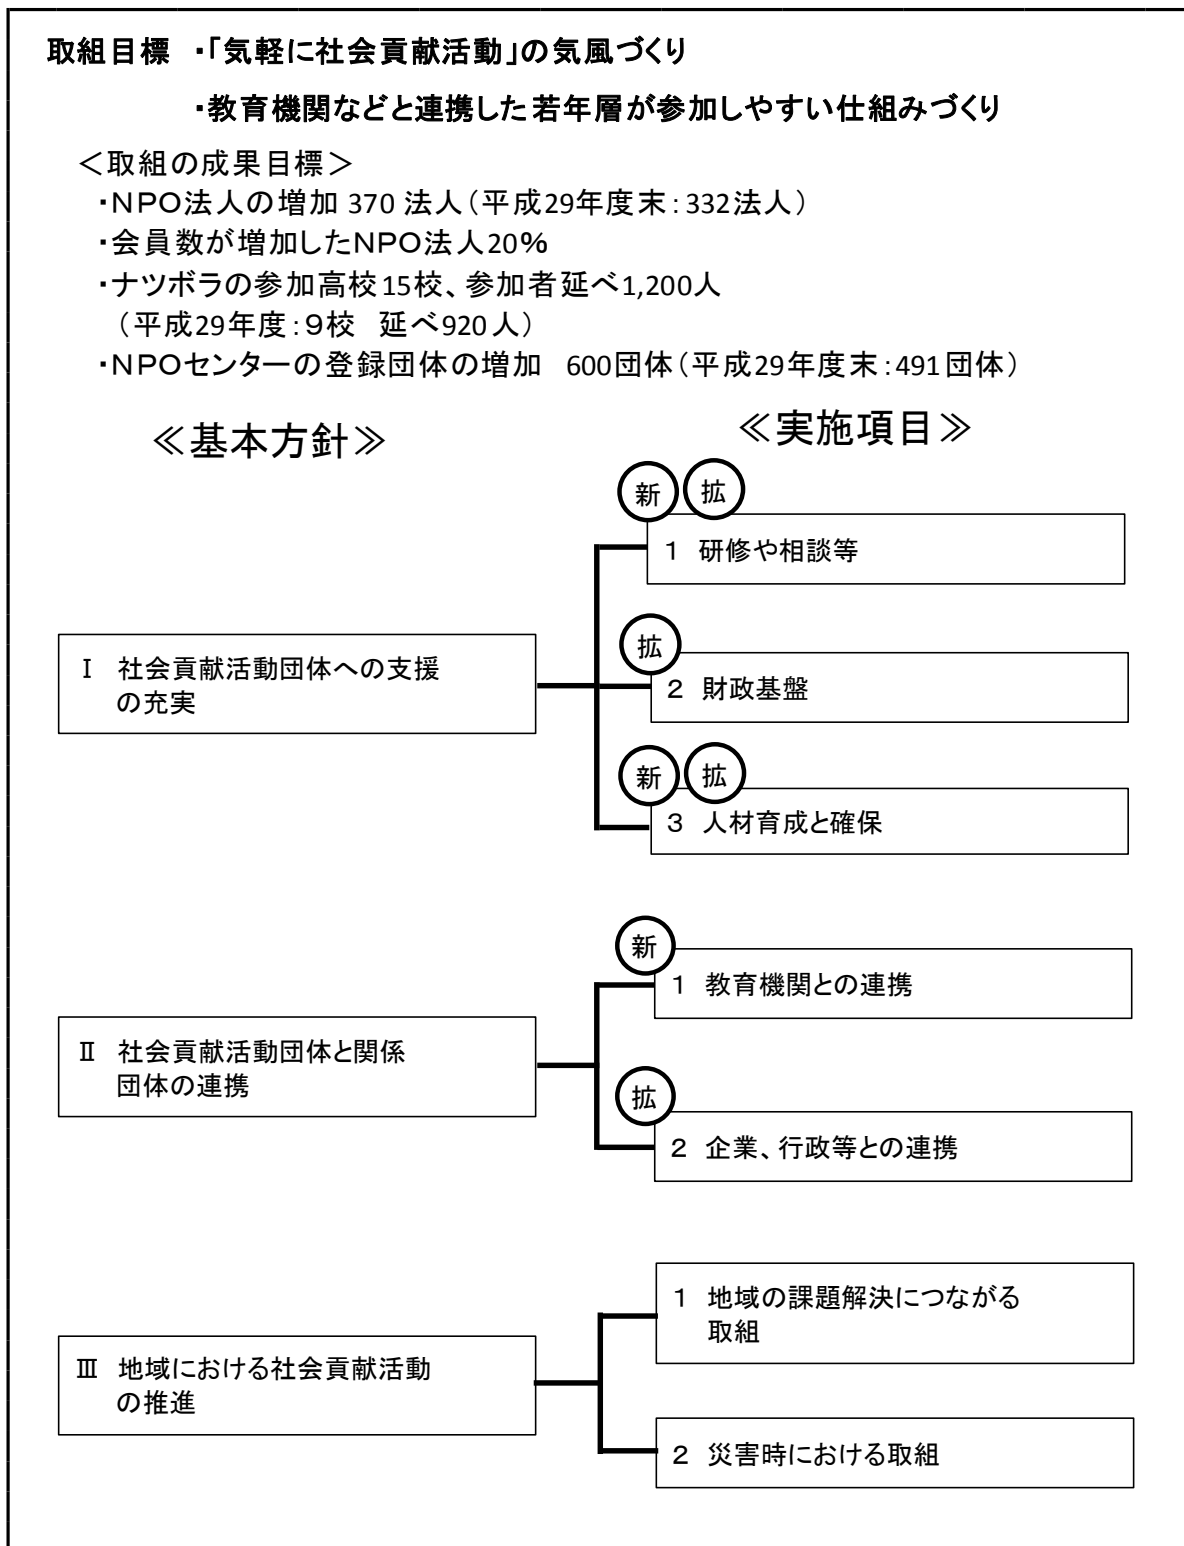 取組目標　・「気軽に社会貢献活動」の気風づくり
・教育機関などと連携した若年層が参加しやすい仕組みづくり
＜取組の成果目標＞
・ＮＰＯ法人の増加 370 法人（平成29年度末：332法人）
・会員数が増加したＮＰＯ法人20％
・ナツボラの参加高校15校、参加者延べ1,200人
（平成29年度：９校　延べ920人）
・ＮＰＯセンターの登録団体の増加　600団体（平成29年度末：491団体）
≪基本方針≫
≪実施項目≫
新 拡
１　研修や相談等
Ⅰ　社会貢献活動団体への支援
の充実
拡
２　財政基盤
新 拡
３　人材育成と確保
新
１　教育機関との連携
Ⅱ　社会貢献活動団体と関係
団体の連携
拡
２　企業、行政等との連携
１　地域の課題解決につながる
取組
Ⅲ　地域における社会貢献活動
の推進
２　災害時における取組